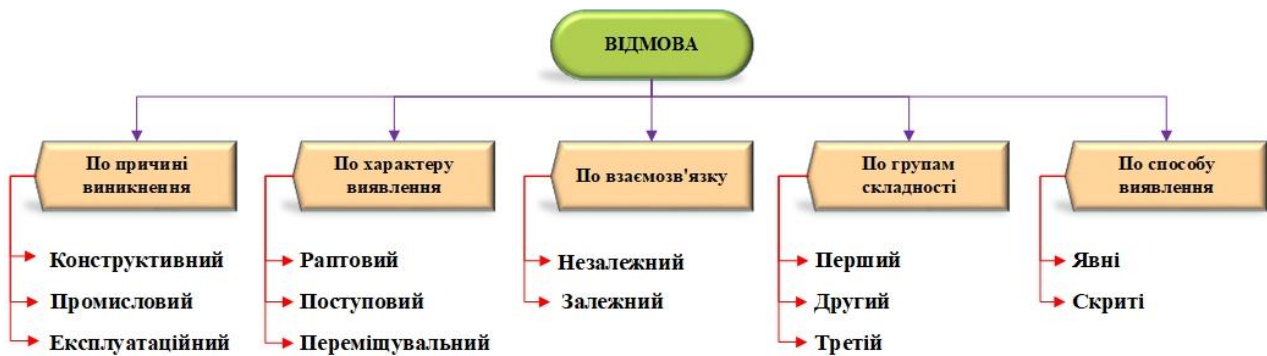 ВІДМОВА
По причині
виникнення
По характеру
виявлення
По взаємозв'язку
По групам
складності
По способу
виявлення
Конструктивний
Промисловий
Експлуатаційний
Раптовий
Поступовий
Переміщувальний
Незалежний
Залежний
Перший
Другий
Третій
Явні
Скриті